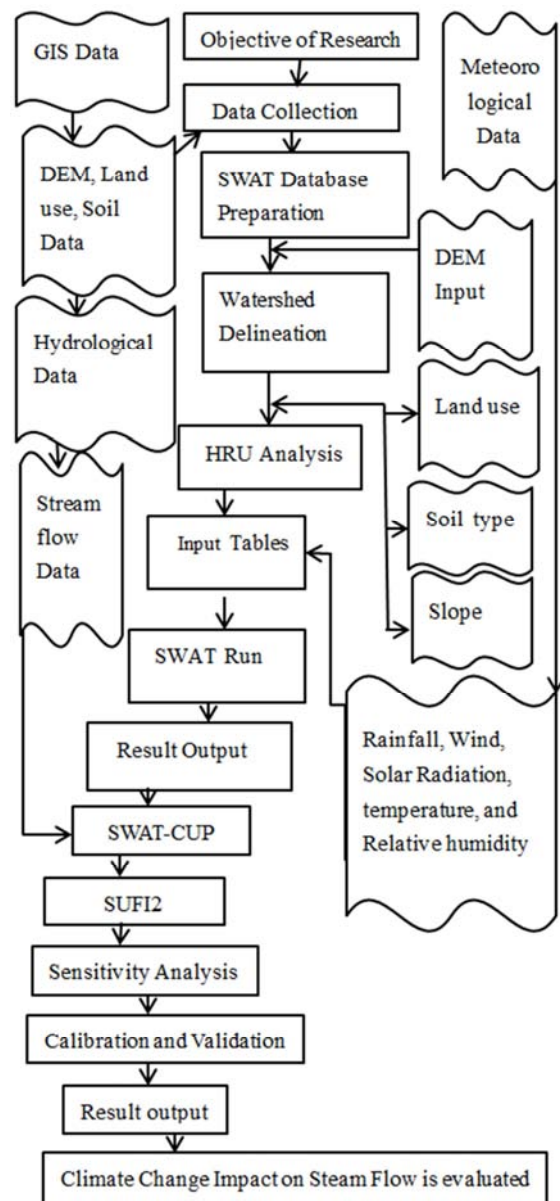 GIS Data
Objective of Research
Meteoro
logical
Data
Data Collection
DEM, Land
use, Soil
Data
SWAT Database
Preparation
DEM
Input
Watershed
Delineation
Hydrological
Data
Land use
HRU Analysis
Stream
flow
Data
Soil type
Input Tables
Slope
SWAT Run
Rainfall, Wind,
Solar Radiation,
temperature, and
Relative humidity
Result Output
SWAT-CUP
SUFI2
Sensitivity Analysis
Calibration and Validation
Result output
Climate Change Impact on Steam Flow is evaluated